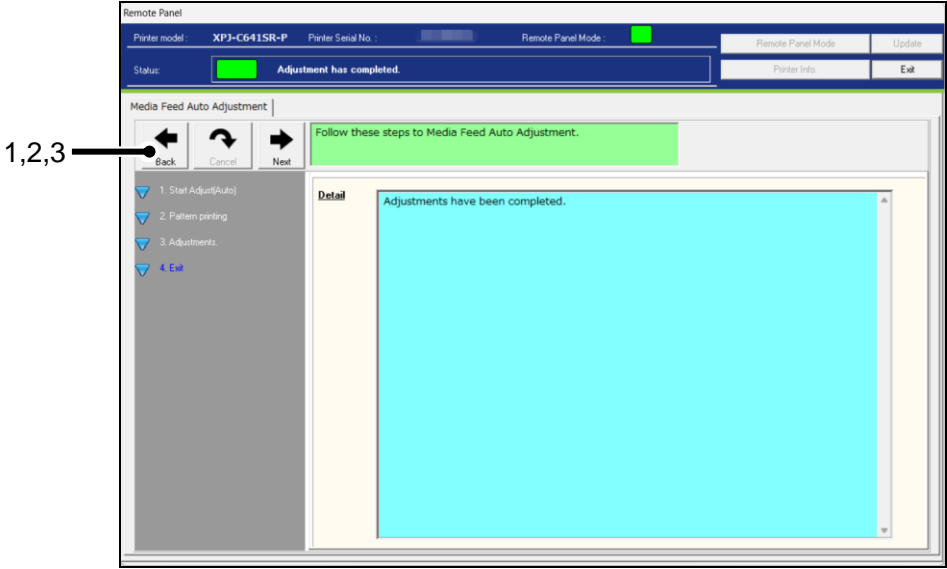 Remote Panel
Printer model : XPJ-C641SR-P Printer Serial No. : Remote Panel Mode :
Remote Panel Mode Update
Status: Adjustment has completed.
Printer Info. Exit
Media Feed Auto Adjustment
1,2,3
Back Cancel Next
Follow these steps to Media Feed Auto Adjustment.
1. Start Adjust(Auto)
2. Pattern printing
3. Adjustments.
4. Exit
Detail
Adjustments have been completed.